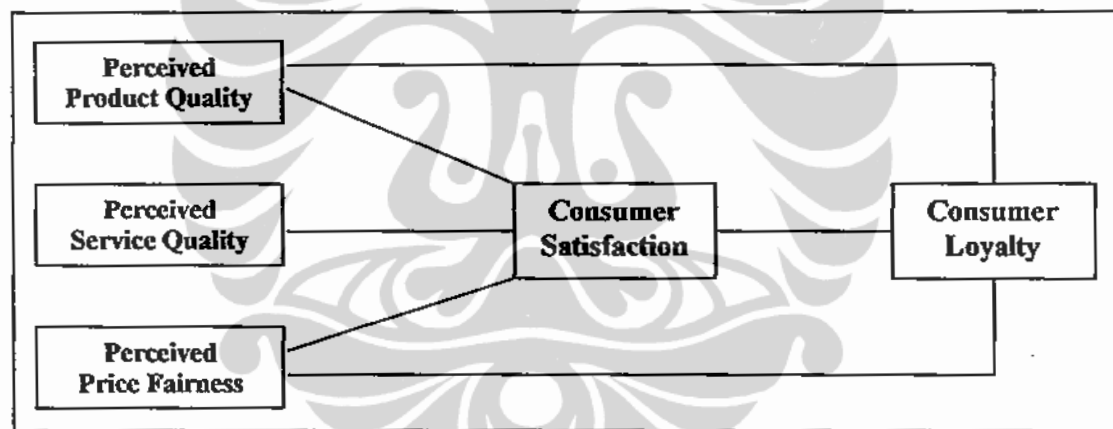 Perceived
Product Quality
Perceived
Service Quality
Perceived
Price Fairness
Consumer
Satisfaction
Consumer
Loyalty